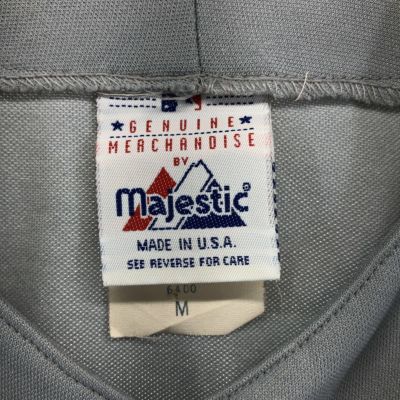 ★ GENUINE ★
MERCHANDISE
BY
Majestic®
MADE IN U.S.A.
SEE REVERSE FOR CARE
6400
M